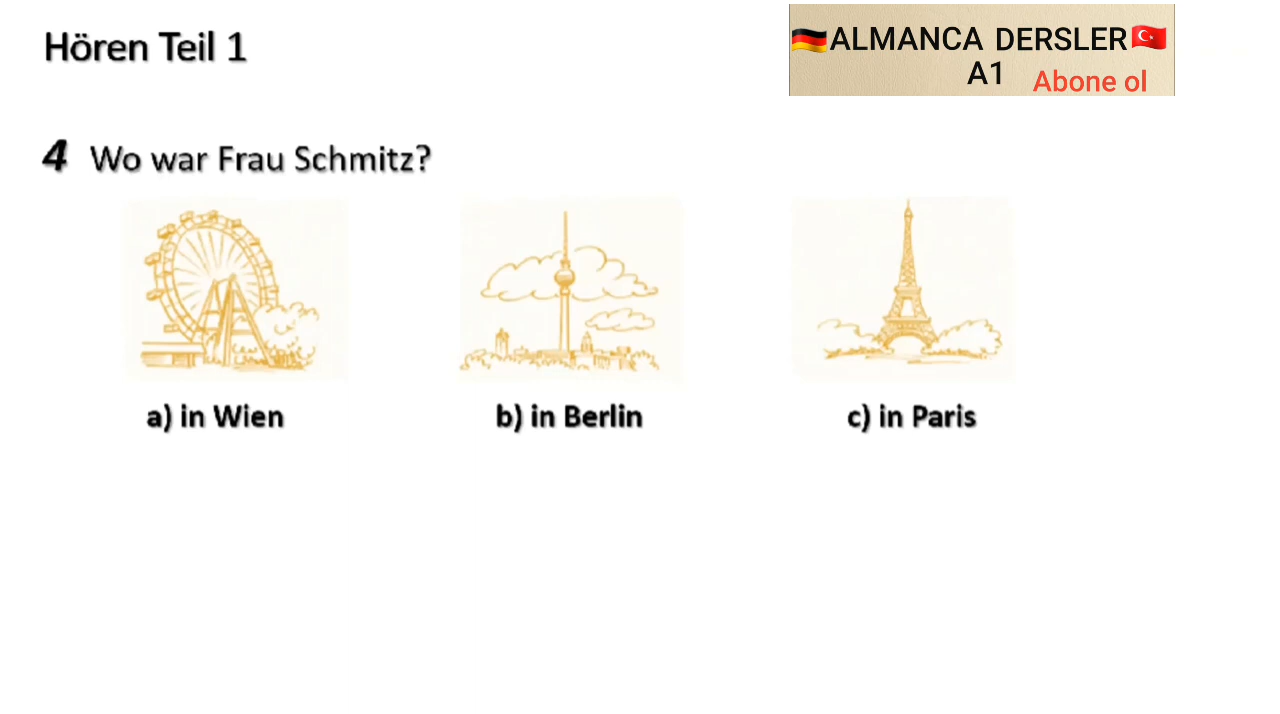 Hören Teil 1
🇩🇪ALMANCA DERSLER🇹🇷
A1
Abone ol
4 Wo war Frau Schmitz?
a) in Wien
b) in Berlin
c) in Paris